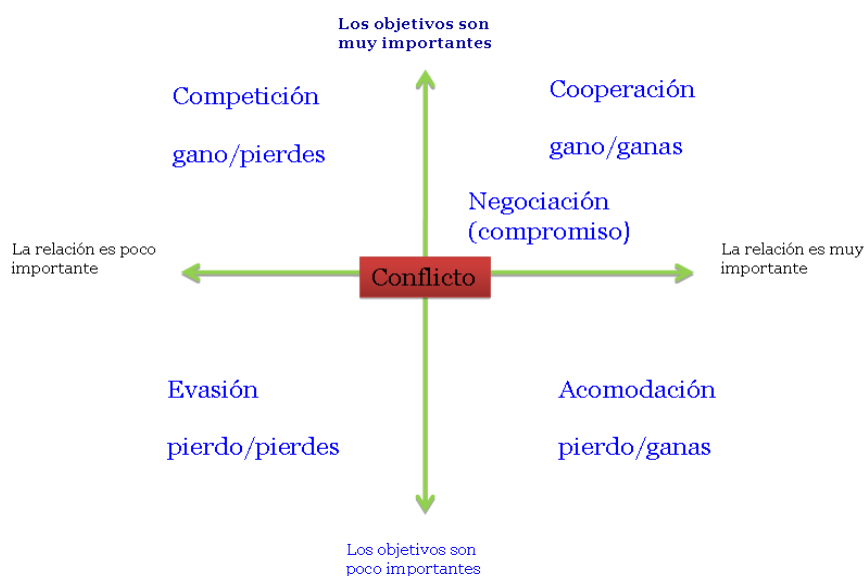 Los objetivos son
muy importantes
Competición
gano/pierdes
Cooperación
gano/ganas
Negociación
(compromiso)
La relación es poco
importante
Conflicto
La relación es muy
importante
Evasión
pierdo/pierdes
Acomodación
pierdo/ganas
Los objetivos son
poco importantes